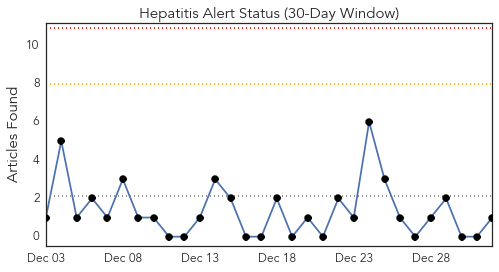 Hepatitis Alert Status (30-Day Window)
Articles Found
10
8
6
4
2
0
Dec 03 Dec 08 Dec 13 Dec 18 Dec 23 Dec 28